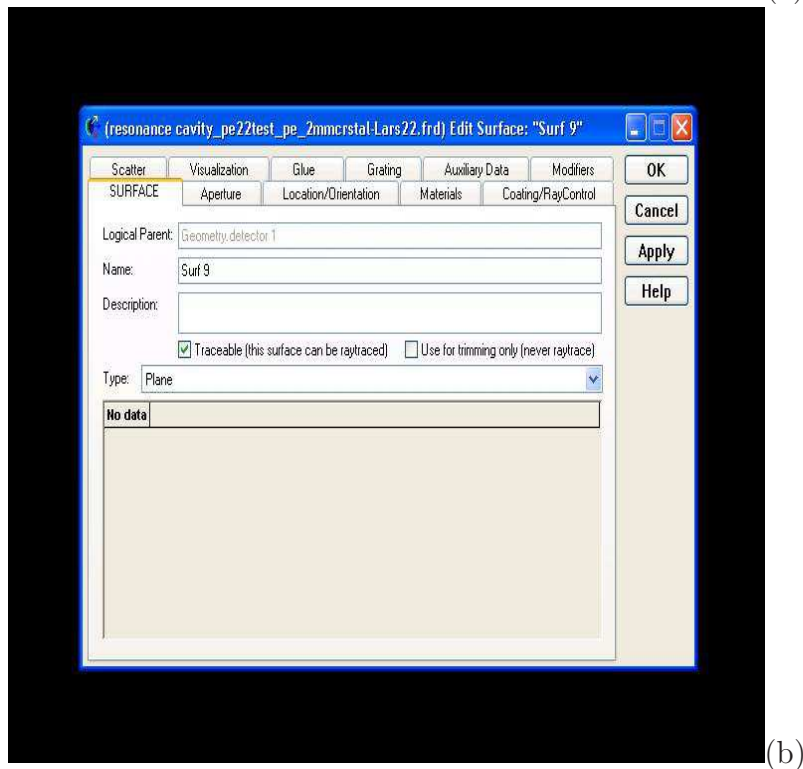 (resonance cavity_pe22test_pe_2mmcrstal-Lars22.frd) Edit Surface: "Surf 9"
Scatter Visualization Glue Grating Auxiliary Data Modifiers
SURFACE Aperture Location/Orientation Materials Coating/RayControl
OK
Cancel
Apply
Help
Logical Parent: Geometry.detector 1
Name: Surf 9
Description:
Traceable (this surface can be raytraced) Use for trimming only (never raytrace)
Type: Plane
No data
(b)